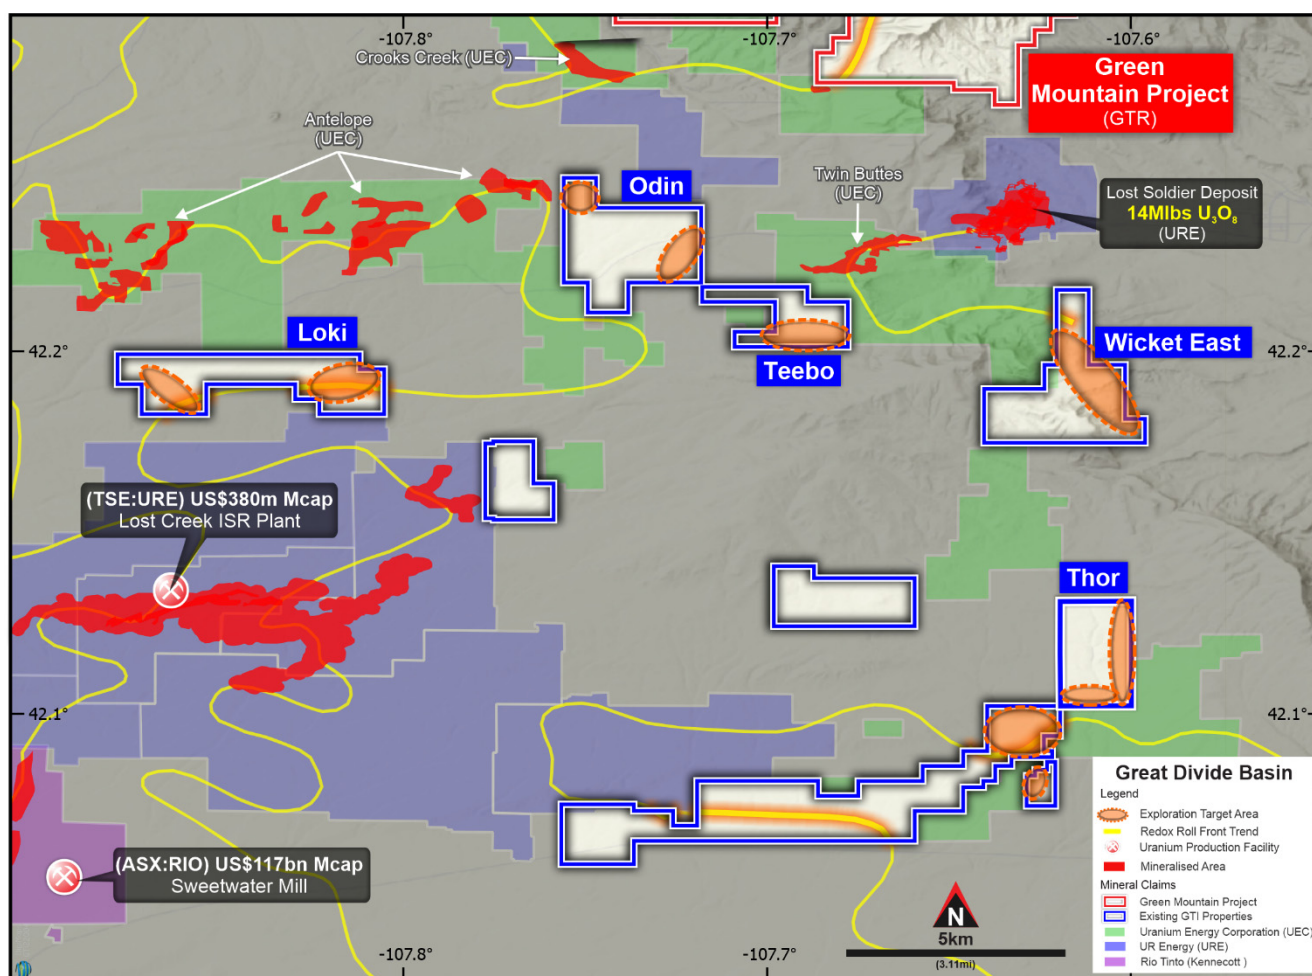 -107.8°
-107.7°
-107.6°
Crooks Creek (UEC)
Green
Mountain Project
(GTR)
Antelope
(UEC)
Odin
Twin Buttes
(UEC)
Lost Soldier Deposit
14Mlbs U₃O₈
(URE)
42.2°
Loki
Teebo
Wicket East
42.2°
(TSE:URE) US$380m Mcap
Lost Creek ISR Plant
Thor
42.1°
42.1°
(ASX:RIO) US$117bn Mcap
Sweetwater Mill
N
5km
(3.11mi)
-107.8°
-107.7°
Great Divide Basin
Legend
Exploration Target Area
Redox Roll Front Trend
Uranium Production Facility
Mineralised Area
Mineral Claims
Green Mountain Project
Existing GTI Properties
Uranium Energy Corporation (UEC)
UR Energy (URE)
Rio Tinto (Kennecott )